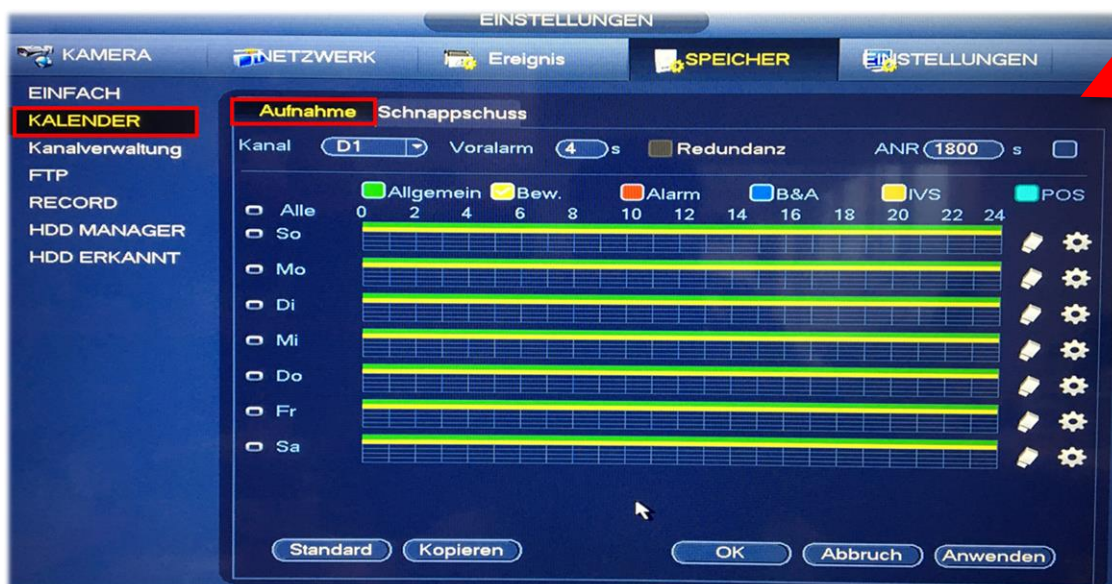 EINSTELLUNGEN
KAMERA NETZWERK Ereignis SPEICHER EINSTELLUNGEN
EINFACH
KALENDER
Kanalverwaltung
FTP
RECORD
HDD MANAGER
HDD ERKANNT
Aufnahme Schnappschuss
Kanal D1 Voralarm 4 s Redundanz ANR 1800 s
Allgemein Bew. Alarm B&A IVS POS
Alle 0 2 4 6 8 10 12 14 16 18 20 22 24
So
Mo
Di
Mi
Do
Fr
Sa
Standard Kopieren OK Abbruch Anwenden